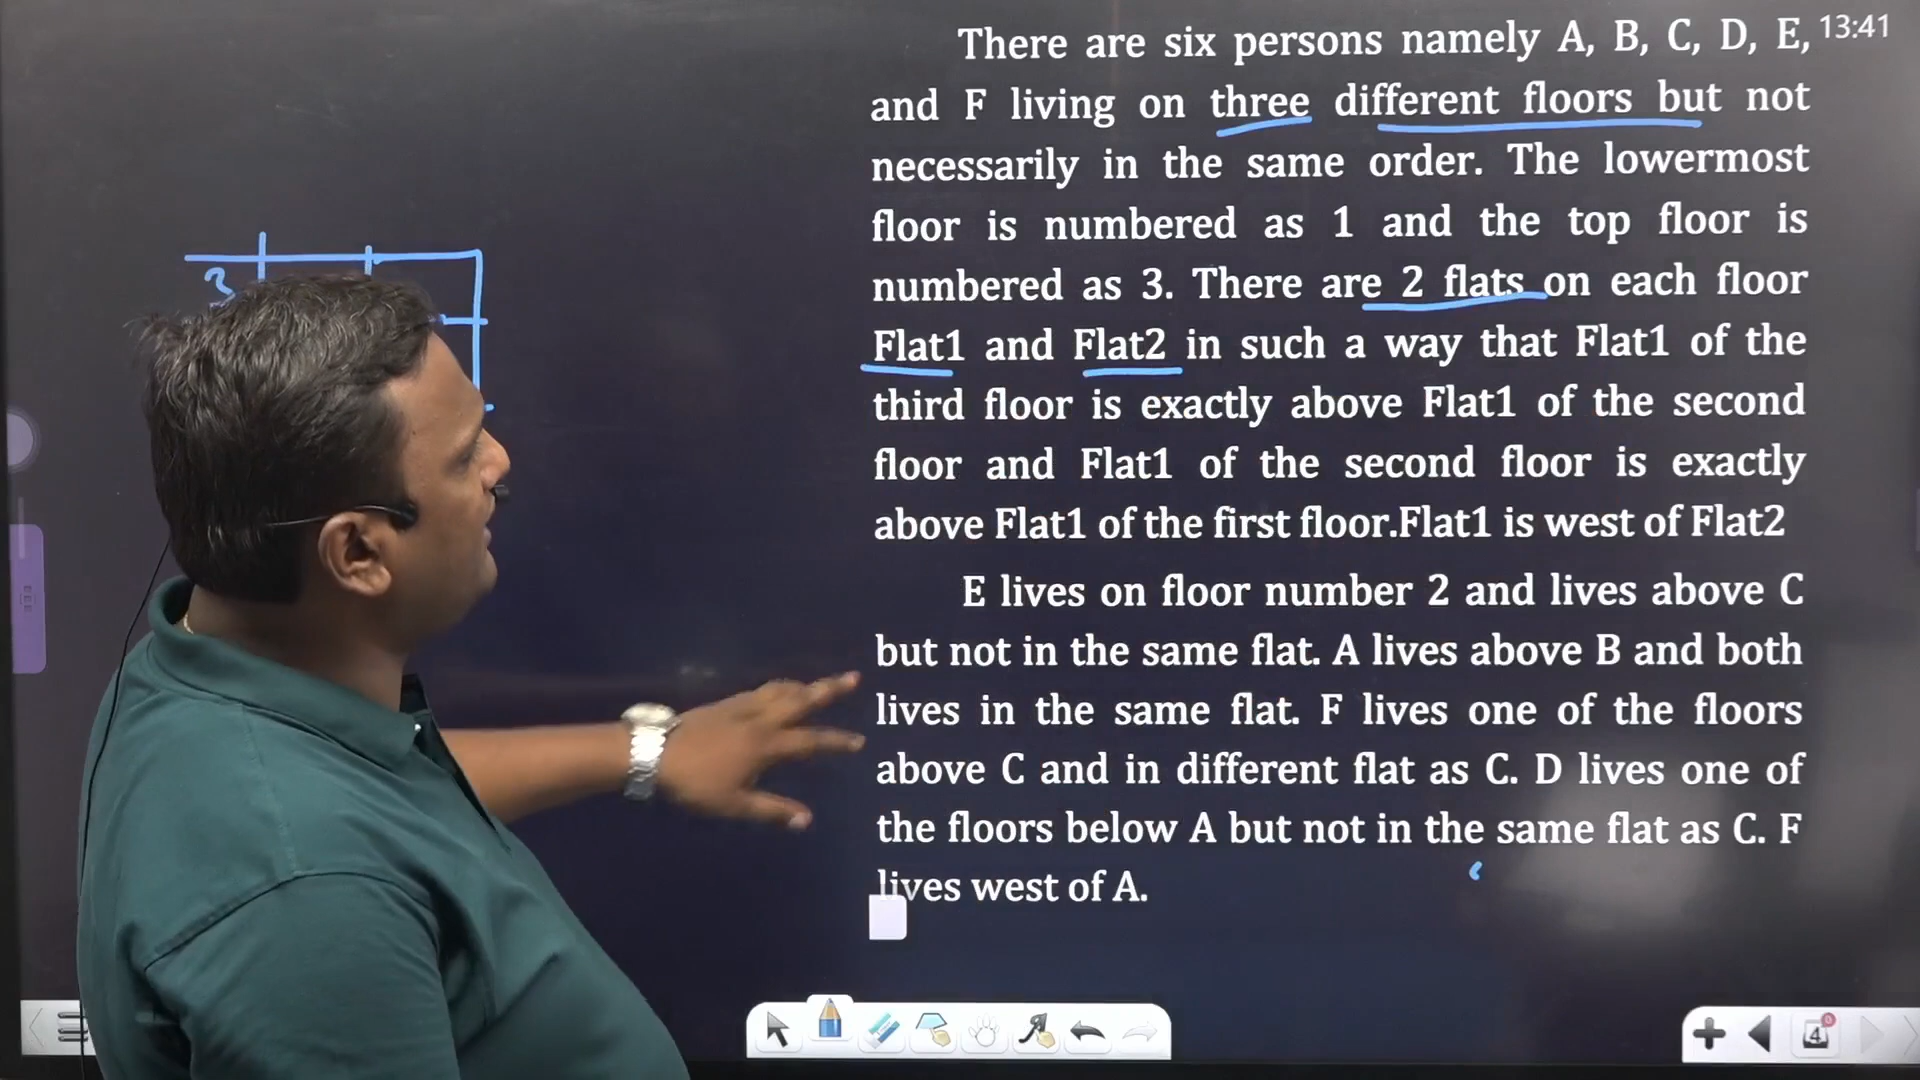 There are six persons namely A, B, C, D, E,
13:41
and F living on three different floors but not
necessarily in the same order. The lowermost
floor is numbered as 1 and the top floor is
numbered as 3. There are 2 flats on each floor
Flat1 and Flat2 in such a way that Flat1 of the
third floor is exactly above Flat1 of the second
floor and Flat1 of the second floor is exactly
above Flat1 of the first floor.Flat1 is west of Flat2
E lives on floor number 2 and lives above C
but not in the same flat. A lives above B and both
lives in the same flat. F lives one of the floors
above C and in different flat as C. D lives one of
the floors below A but not in the same flat as C. F
lives west of A.
3
4
0